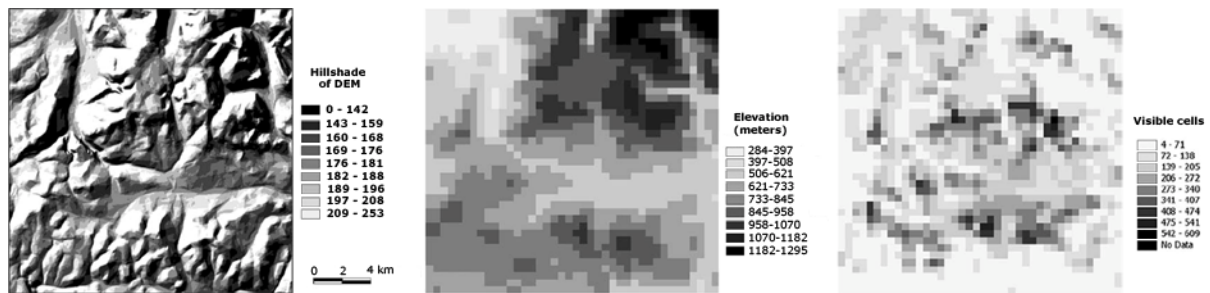 Hillshade
of DEM
0 - 142
143 - 159
160 - 168
169 - 176
176 - 181
182 - 188
189 - 196
197 - 208
209 - 253
0 2 4 km
Elevation
(meters)
284-397
397-508
506-621
621-733
733-845
845-958
958-1070
1070-1182
1182-1295
Visible cells
4 - 71
72 - 138
139 - 205
206 - 272
273 - 340
341 - 407
408 - 474
475 - 541
542 - 609
No Data